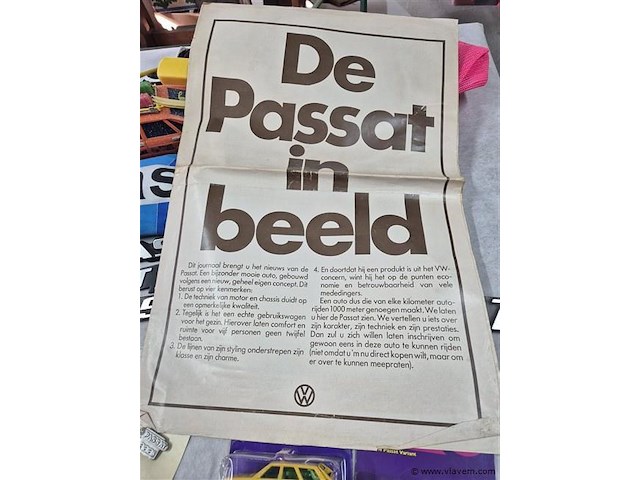 De
Passat
in
beeld
Dit journaal brengt u het nieuws van de
Passat. Een bijzonder mooie auto, gebouwd
volgens een nieuw, geheel eigen concept. Dit
berust op vier kenmerken:
1. De techniek van motor en chassis duidt op
een opmerkelijke kwaliteit.
2. Tegelijk is het een echte gebruikswagen
voor het gezin. Hierover laten comfort en
ruimte voor vijf personen geen twijfel
bestaan.
3. De lijnen van zijn styling onderstrepen zijn
klasse en zijn charme.
4. En doordat hij een produkt is uit het VW-
concern, wint hij het op de punten eco-
nomie en betrouwbaarheid van vele
mededingers.
Een auto dus die van elke kilometer auto-
rijden 1000 meter genoegen maakt. We laten
u hier de Passat zien. We vertellen u iets over
zijn karakter, zijn techniek en zijn prestaties.
Dan zul u zich willen laten inschrijven om
gewoon eens in deze auto te kunnen rijden
(niet omdat u 'm nu direct kopen wilt, maar om
er over te kunnen meepraten).
VW
as
PASSAT
Passat Variant
© www.vlavem.com